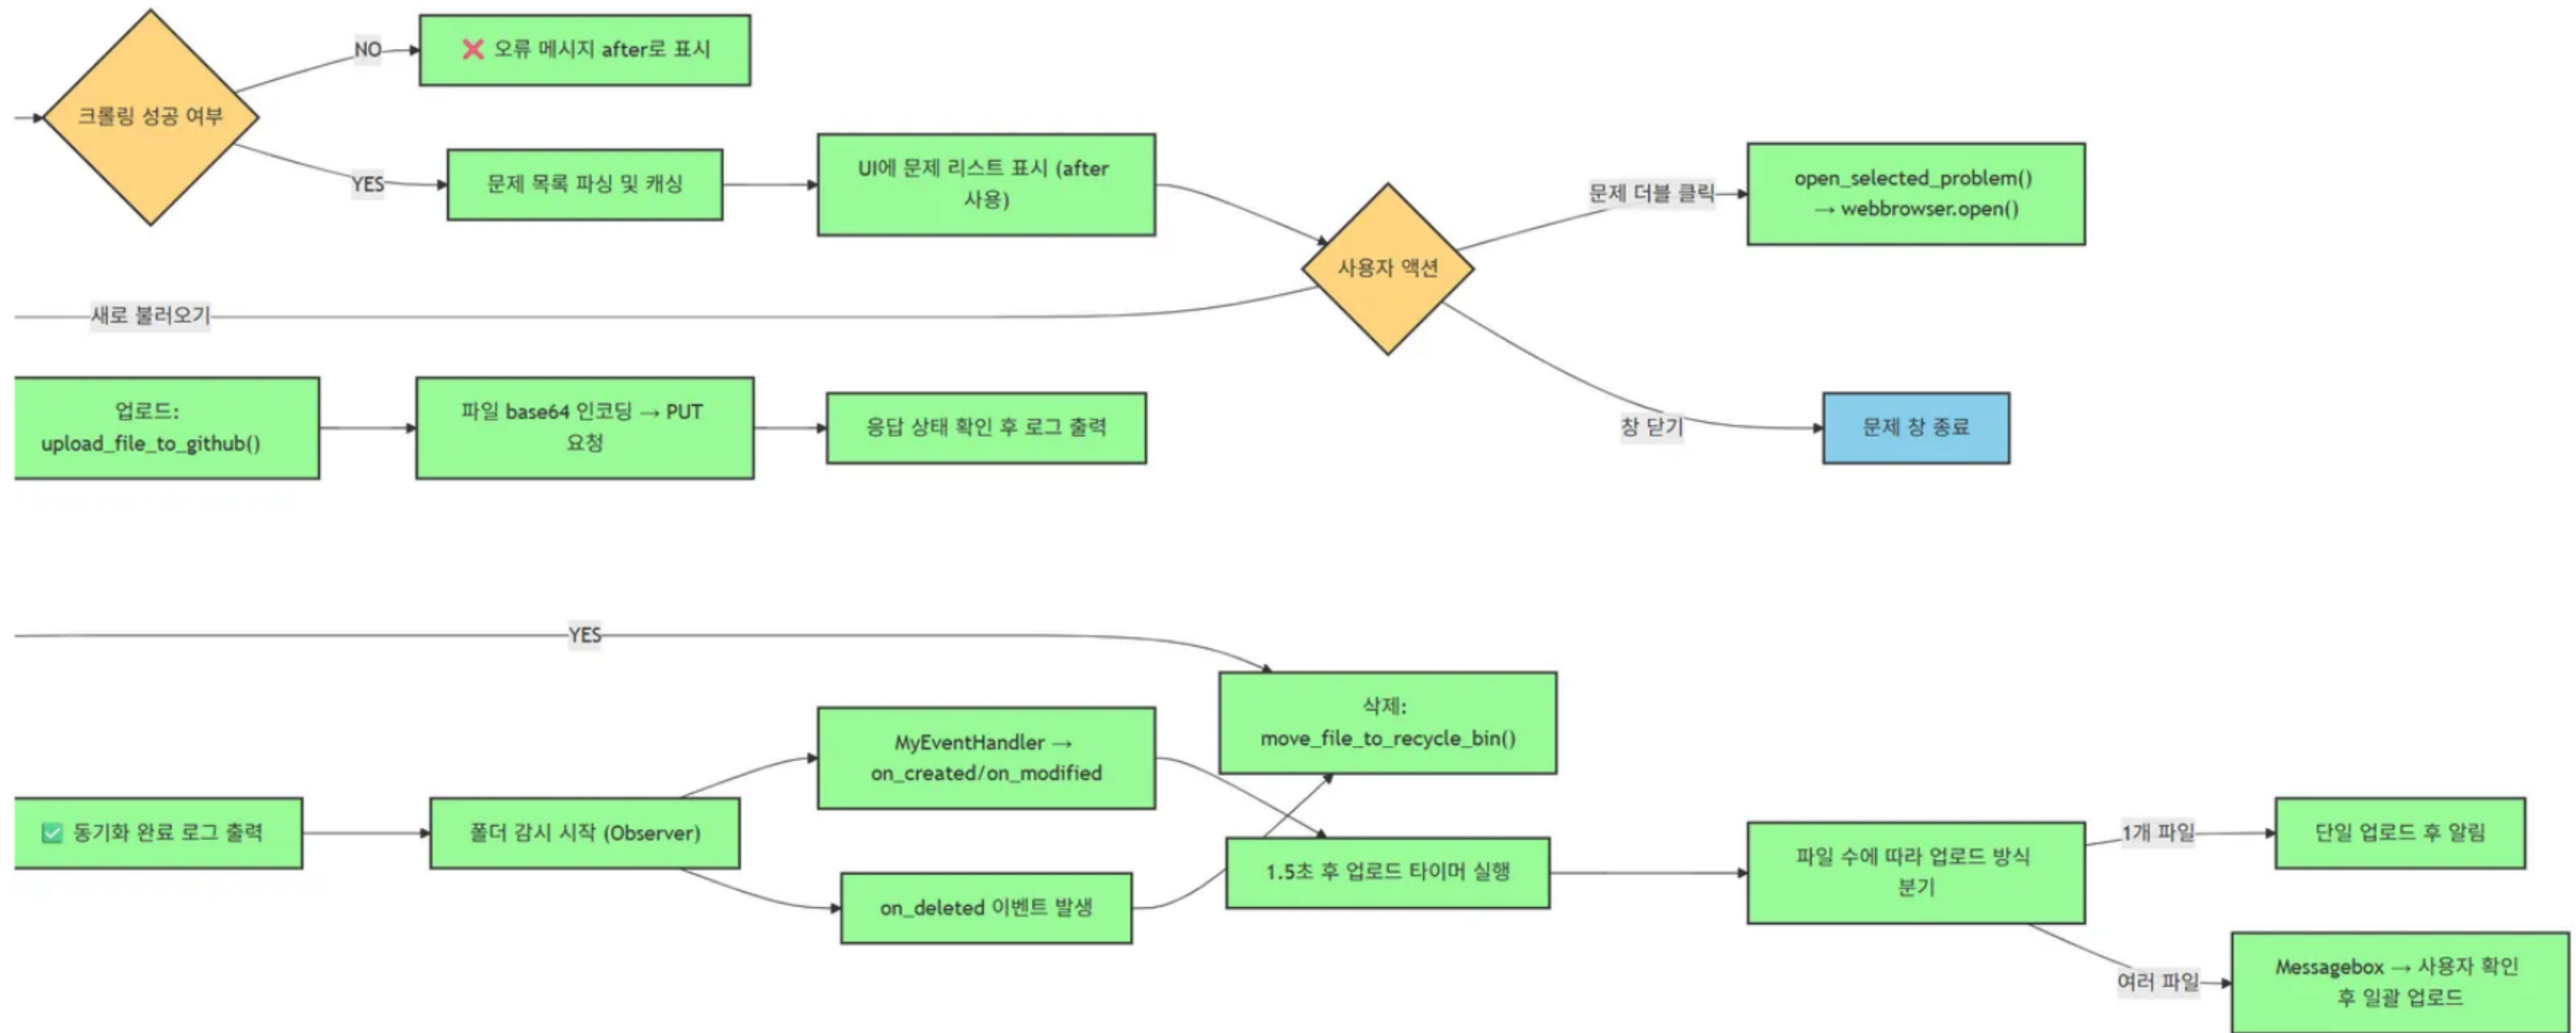 NO
❌ 오류 메시지 after로 표시
크롤링 성공 여부
YES
문제 목록 파싱 및 캐싱
UI에 문제 리스트 표시 (after
사용)
사용자 액션
문제 더블 클릭
open_selected_problem()
→ webbrowser.open()
새로 불러오기
창 닫기
문제 창 종료
업로드:
upload_file_to_github()
파일 base64 인코딩 → PUT
요청
응답 상태 확인 후 로그 출력
YES
삭제:
move_file_to_recycle_bin()
✅ 동기화 완료 로그 출력
폴더 감시 시작 (Observer)
MyEventHandler →
on_created/on_modified
on_deleted 이벤트 발생
1.5초 후 업로드 타이머 실행
파일 수에 따라 업로드 방식
분기
1개 파일
단일 업로드 후 알림
여러 파일
Messagebox → 사용자 확인
후 일괄 업로드